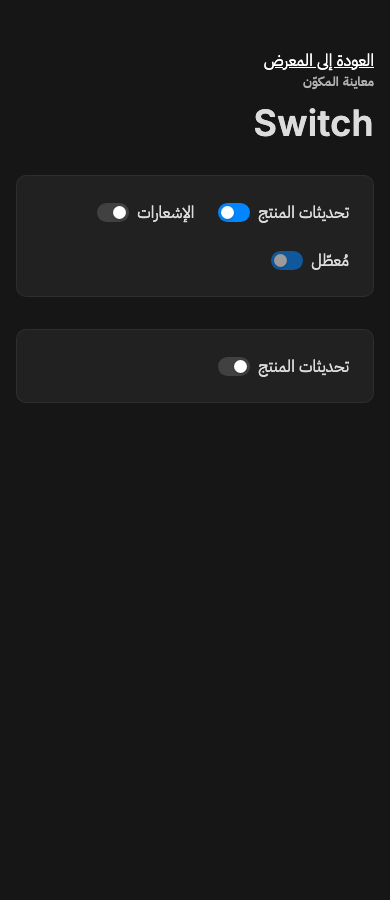 العودة إلى المعرض
معاينة المكوّن
Switch
تحديثات المنتج
الإشعارات
مُعطّل
تحديثات المنتج